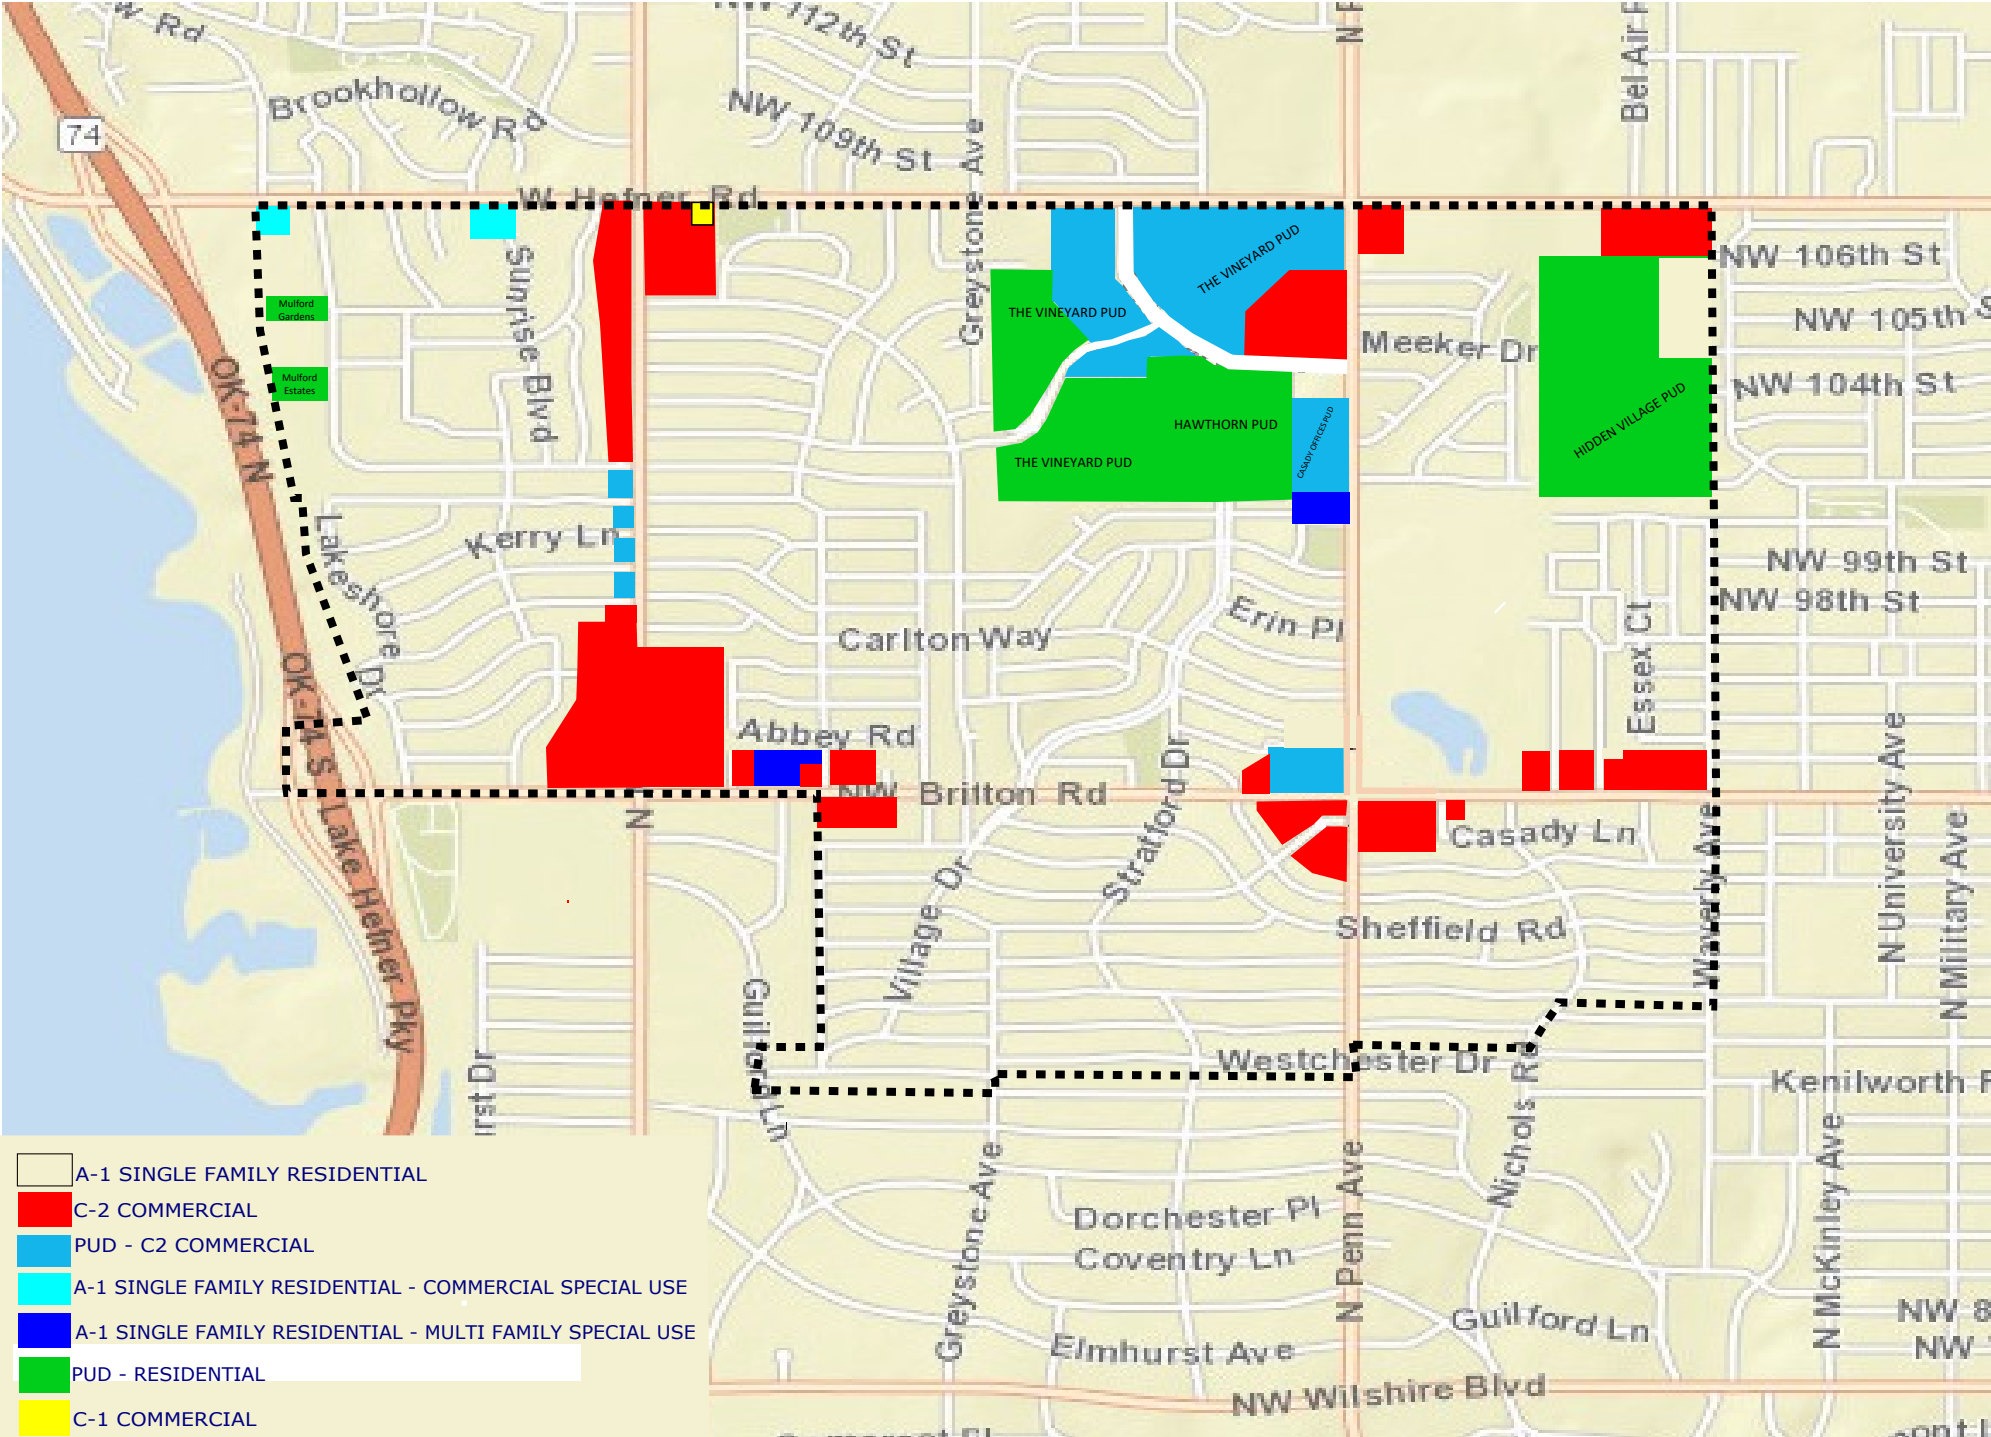 w Rd
NW 112th St
N P
Bel Air
Brookhollow Rd
74
NW 109th St
Greystone Ave
W Hefner Rd
THE VINEYARD PUD
NW 106th St
Mulford
Gardens
Sunrise Blvd
THE VINEYARD PUD
NW 105th S
Meeker Dr
Mulford
Estates
NW 104th St
OK-74 N
HAWTHORN PUD
CASADY OFFICES PUD
HIDDEN VILLAGE PUD
THE VINEYARD PUD
Lakeshore Dr
Kerry Ln
NW 99th St
NW 98th St
Erin Pl
Carlton Way
Essex Ct
OK-74 S Lake Hefner Pky
Abbey Rd
Stratford Dr
N University Ave
NW Britton Rd
N
Casady Ln
Village Dr
Waverly Ave
N Military Ave
Sheffield Rd
Guilford Ln
Westchester Dr
irst Dr
Nichols Rd
Kenilworth R
N McKinley Ave
Greystone Ave
N Penn Ave
Dorchester Pl
Coventry Ln
Guilford Ln
NW 8
NW
Elmhurst Ave
NW Wilshire Blvd
A-1 SINGLE FAMILY RESIDENTIAL
C-2 COMMERCIAL
PUD - C2 COMMERCIAL
A-1 SINGLE FAMILY RESIDENTIAL - COMMERCIAL SPECIAL USE
A-1 SINGLE FAMILY RESIDENTIAL - MULTI FAMILY SPECIAL USE
PUD - RESIDENTIAL
C-1 COMMERCIAL